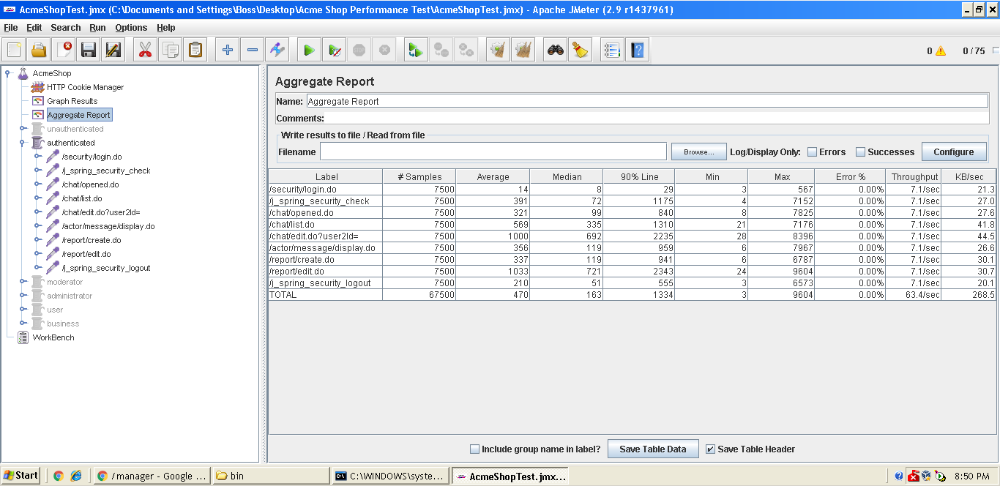 AcmeShopTest.jmx (C:\Documents and Settings\Boss\Desktop\Acme Shop Performance Test\AcmeShopTest.jmx) - Apache JMeter (2.9 r1437961)
File Edit Search Run Options Help
0 0 / 75
AcmeShop
HTTP Cookie Manager
Graph Results
Aggregate Report
unauthenticated
authenticated
/security/login.do
/j_spring_security_check
/chat/opened.do
/chat/list.do
/chat/edit.do?user2Id=
/actor/message/display.do
/report/create.do
/report/edit.do
/j_spring_security_logout
moderator
administrator
user
business
WorkBench
Aggregate Report
Name: Aggregate Report
Comments:
Write results to file / Read from file
Filename Browse... Log/Display Only: Errors Successes Configure
Label # Samples Average Median 90% Line Min Max Error % Throughput KB/sec
/security/login.do 7500 14 8 29 3 567 0.00% 7.1/sec 21.3
/j_spring_security_check 7500 391 72 1175 4 7152 0.00% 7.1/sec 27.0
/chat/opened.do 7500 321 99 840 8 7825 0.00% 7.1/sec 27.6
/chat/list.do 7500 569 335 1310 21 7176 0.00% 7.1/sec 41.8
/chat/edit.do?user2Id= 7500 1000 692 2235 28 8396 0.00% 7.1/sec 44.5
/actor/message/display.do 7500 356 119 959 6 7967 0.00% 7.1/sec 26.6
/report/create.do 7500 337 119 941 6 6787 0.00% 7.1/sec 30.1
/report/edit.do 7500 1033 721 2343 24 9604 0.00% 7.1/sec 30.7
/j_spring_security_logout 7500 210 51 555 3 6573 0.00% 7.1/sec 20.1
TOTAL 67500 470 163 1334 3 9604 0.00% 63.4/sec 268.5
Include group name in label? Save Table Data Save Table Header
Start /manager - Google ... bin C:\WINDOWS\syste... AcmeShopTest.jmx... 8:50 PM